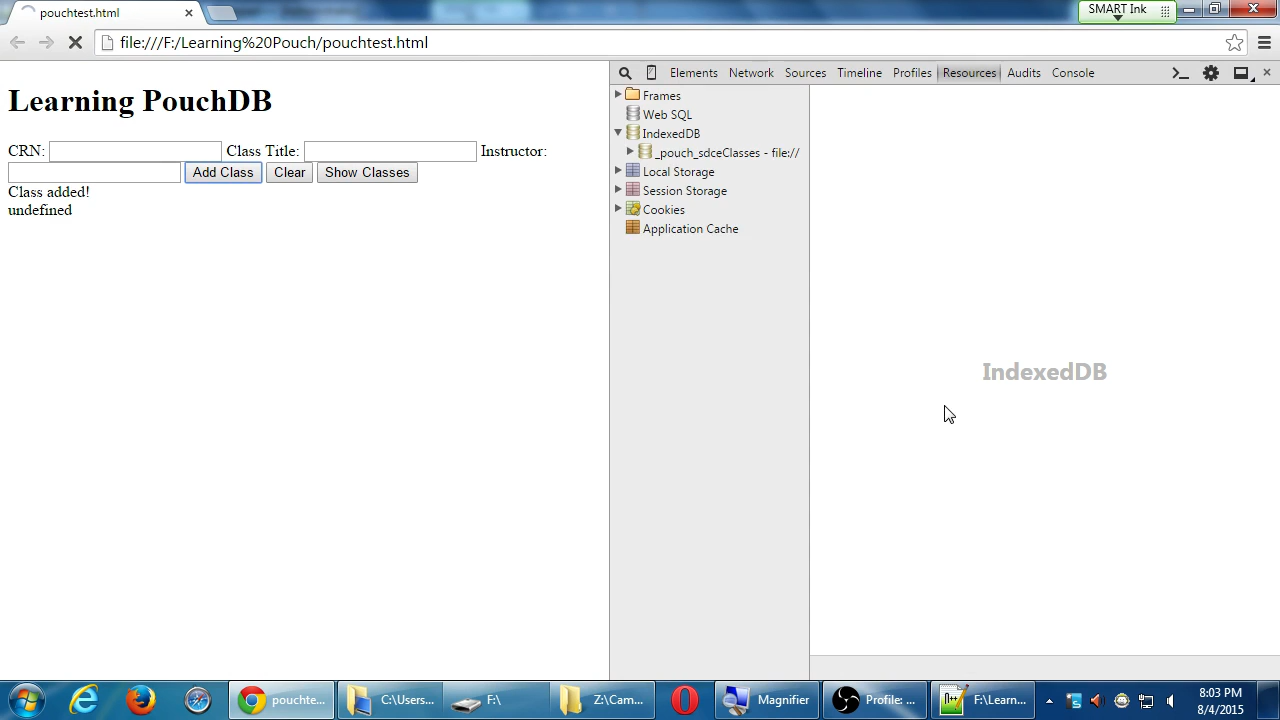 pouchtest.html
SMART Ink
file:///F:/Learning%20Pouch/pouchtest.html
Elements Network Sources Timeline Profiles Resources Audits Console
Learning PouchDB
CRN: Class Title: Instructor:
Add Class Clear Show Classes
Class added!
undefined
Frames
Web SQL
IndexedDB
_pouch_sdceClasses - file://
Local Storage
Session Storage
Cookies
Application Cache
IndexedDB
pouchte... C:\Users... F:\ Z:\Cam... Magnifier Profile: ... F:\Learn...
8:03 PM
8/4/2015